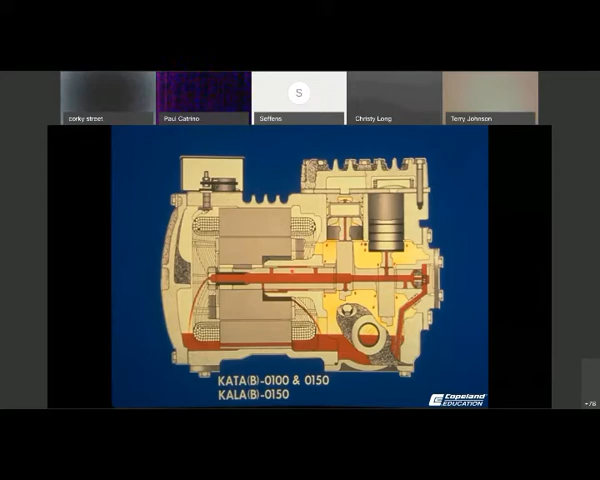 S
corky street
Paul Catrino
Seffens
Christy Long
Terry Johnson
KATA(B)-0100 & 0150
KALA(B)-0150
Copeland
EDUCATION
+78